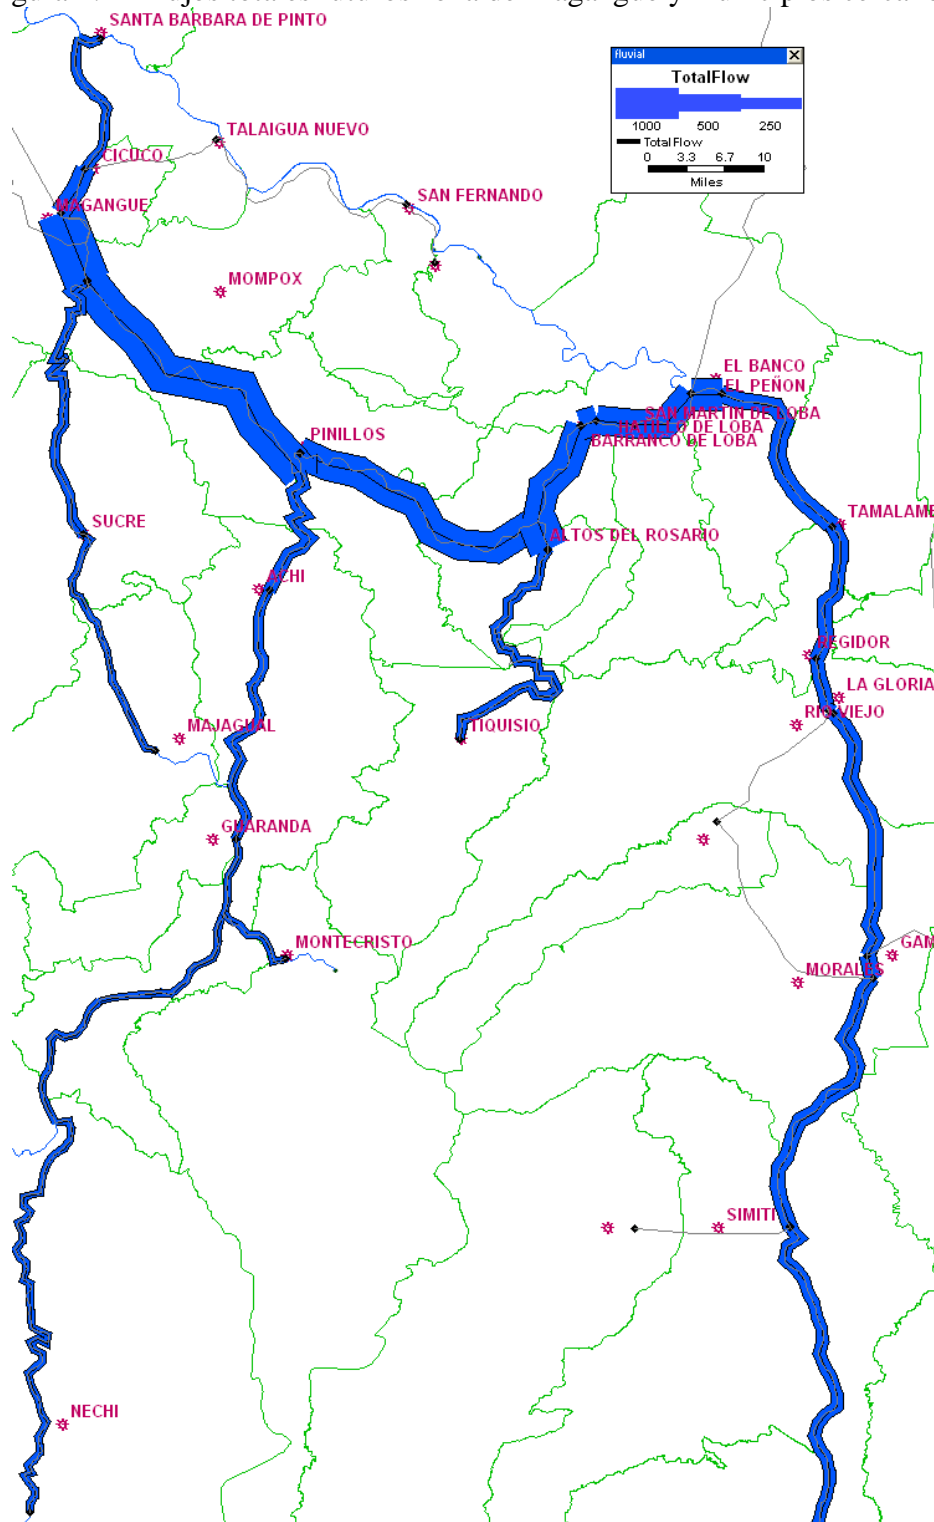 SANTA BARBARA DE PINTO
fluvial
TotalFlow
1000 500 250
TotalFlow
0 3.3 6.7 10
Miles
TALAIGUA NUEVO
CICUCO
SAN FERNANDO
MAGANGUE
MOMPOX
EL BANCO
EL PEÑON
SAN MARTIN DE LOBA
HATILLO DE LOBA
BARRANCO DE LOBA
PINILLOS
SUCRE
TAMALAME
ALTOS DEL ROSARIO
ACHI
REGIDOR
LA GLORIA
RIO VIEJO
MAJAGUAL
TIQUISIO
GUARANDA
MONTECRISTO
GAM
MORALES
SIMITI
NECHI